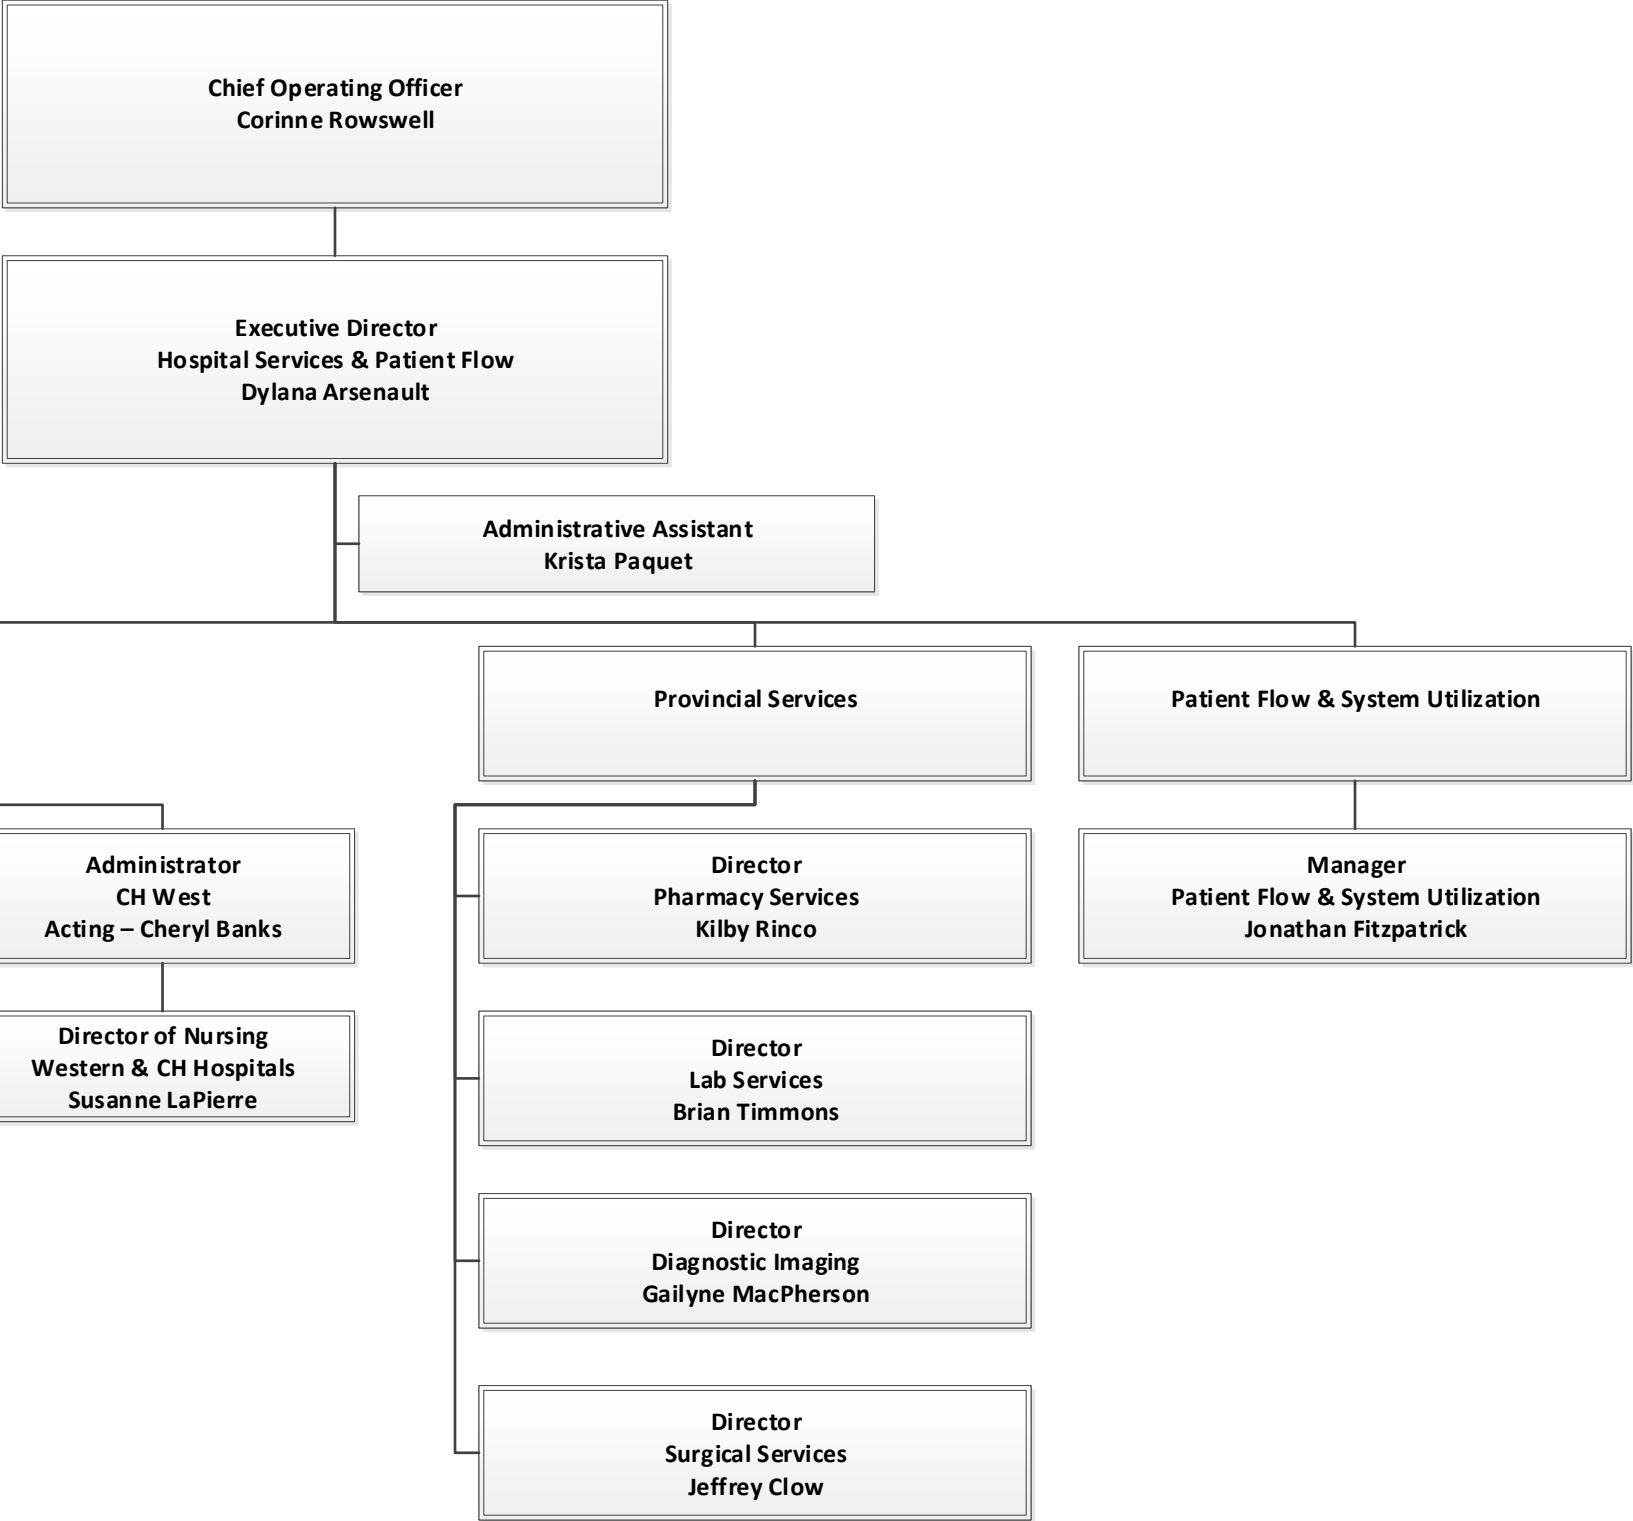 Chief Operating Officer
Corinne Rowswell
Executive Director
Hospital Services & Patient Flow
Dylana Arsenault
Administrative Assistant
Krista Paquet
Provincial Services
Patient Flow & System Utilization
Administrator
CH West
Acting – Cheryl Banks
Director
Pharmacy Services
Kilby Rinco
Manager
Patient Flow & System Utilization
Jonathan Fitzpatrick
Director of Nursing
Western & CH Hospitals
Susanne LaPierre
Director
Lab Services
Brian Timmons
Director
Diagnostic Imaging
Gailyne MacPherson
Director
Surgical Services
Jeffrey Clow